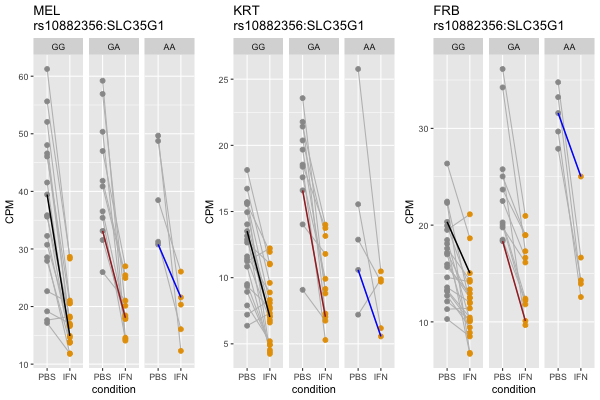 MEL
rs10882356:SLC35G1
GG GA AA
CPM
60
50
40
30
20
10
PBS IFN PBS IFN PBS IFN
condition
KRT
rs10882356:SLC35G1
GG GA AA
CPM
25
20
15
10
5
PBS IFN PBS IFN PBS IFN
condition
FRB
rs10882356:SLC35G1
GG GA AA
CPM
30
20
10
PBS IFN PBS IFN PBS IFN
condition